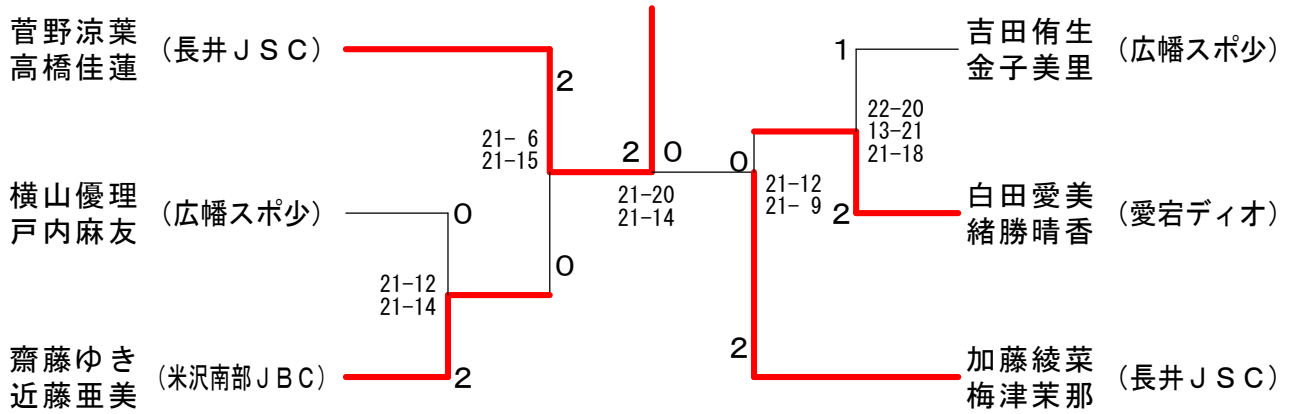 菅野涼葉
高橋佳蓮
(長井JSC)
2
21- 6
21-15
横山優理
戸内麻友
(広幡スポ少)
0
21-12
21-14
0
齋藤ゆき
近藤亜美
(米沢南部JBC)
2
2 0
21-20
21-14
吉田侑生
金子美里
(広幡スポ少)
1
22-20
13-21
21-18
0
21-12
21- 9
白田愛美
緒勝晴香
(愛宕ディオ)
2
加藤綾菜
梅津茉那
(長井JSC)
2